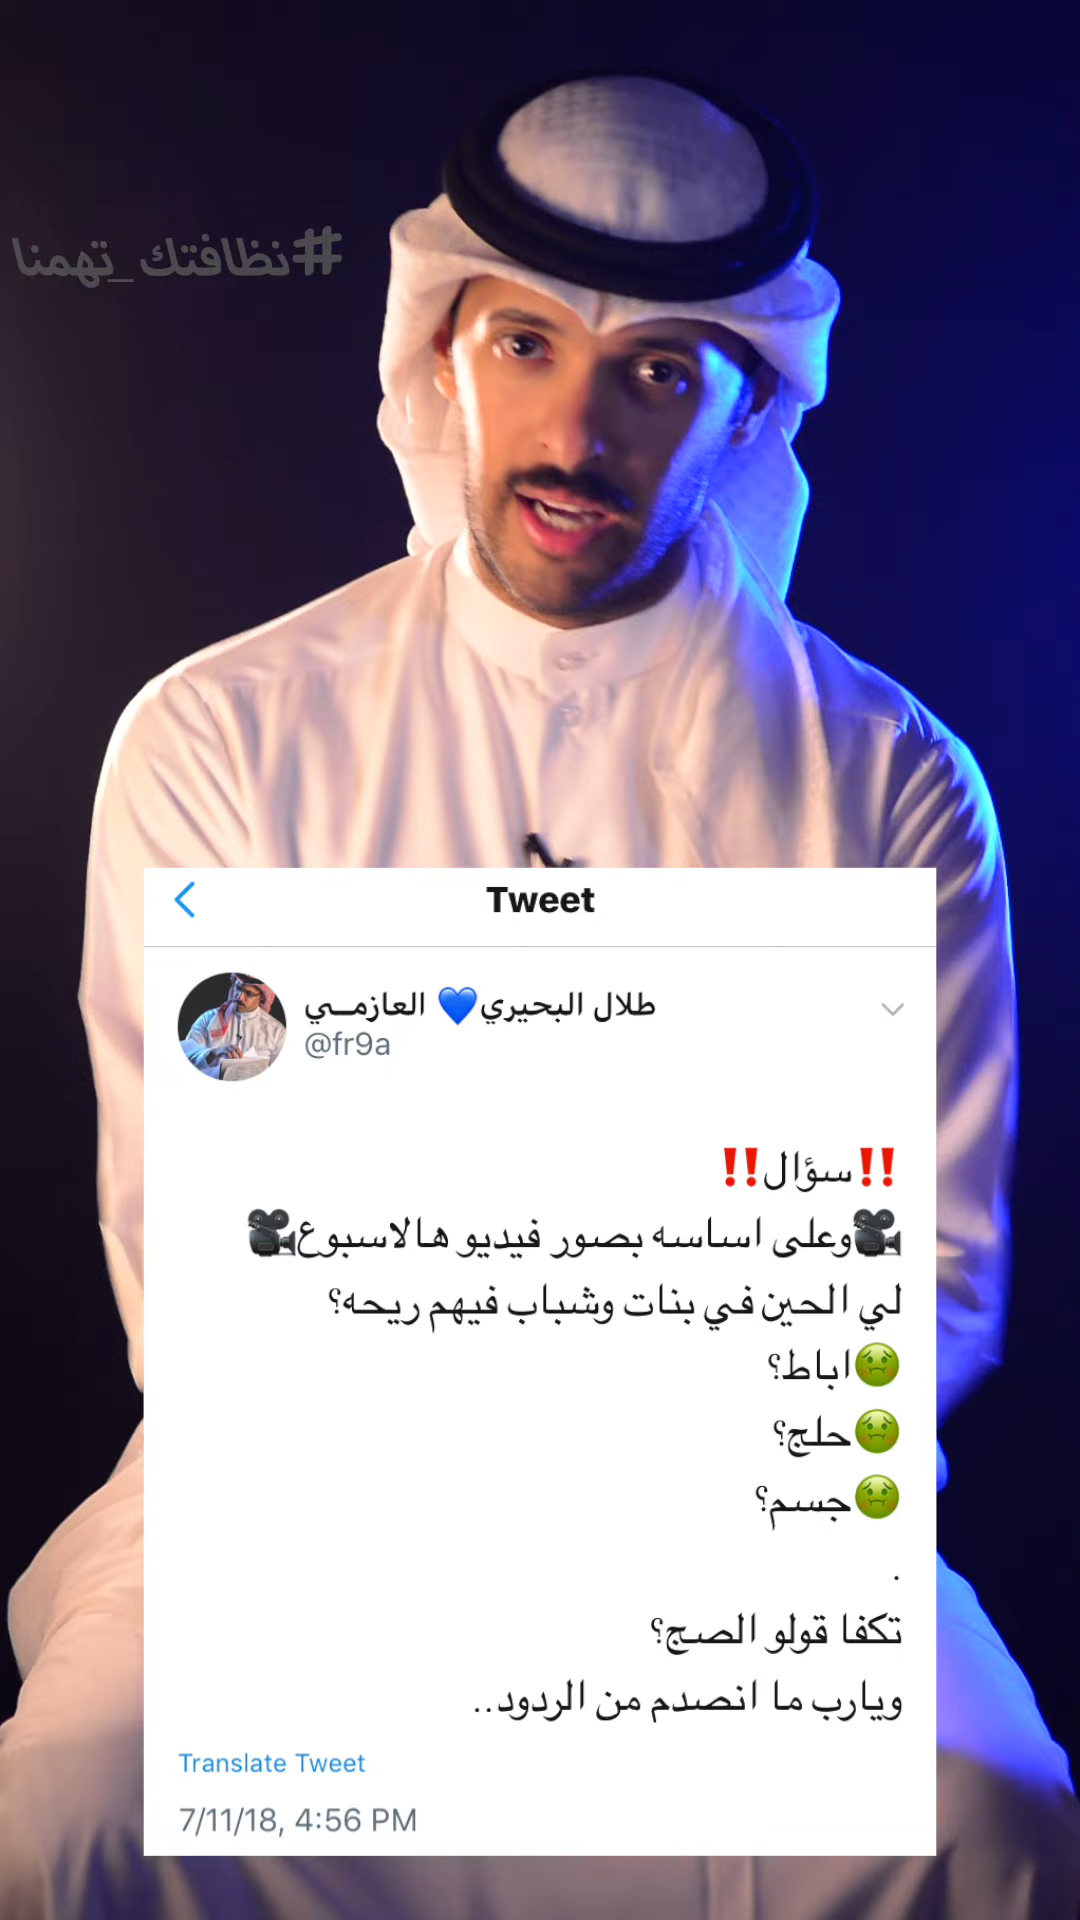 #نظافتك_تهمنا
Tweet
طلال البحيري💙 العازمـي
@fr9a
‼️سؤال‼️
🎥وعلى اساسه بصور فيديو هالاسبوع🎥
لي الحين في بنات وشباب فيهم ريحه؟
🤢اباط؟
🤢حلج؟
🤢جسم؟
.
تكفا قولو الصج؟
ويارب ما انصدم من الردود..
Translate Tweet
7/11/18, 4:56 PM